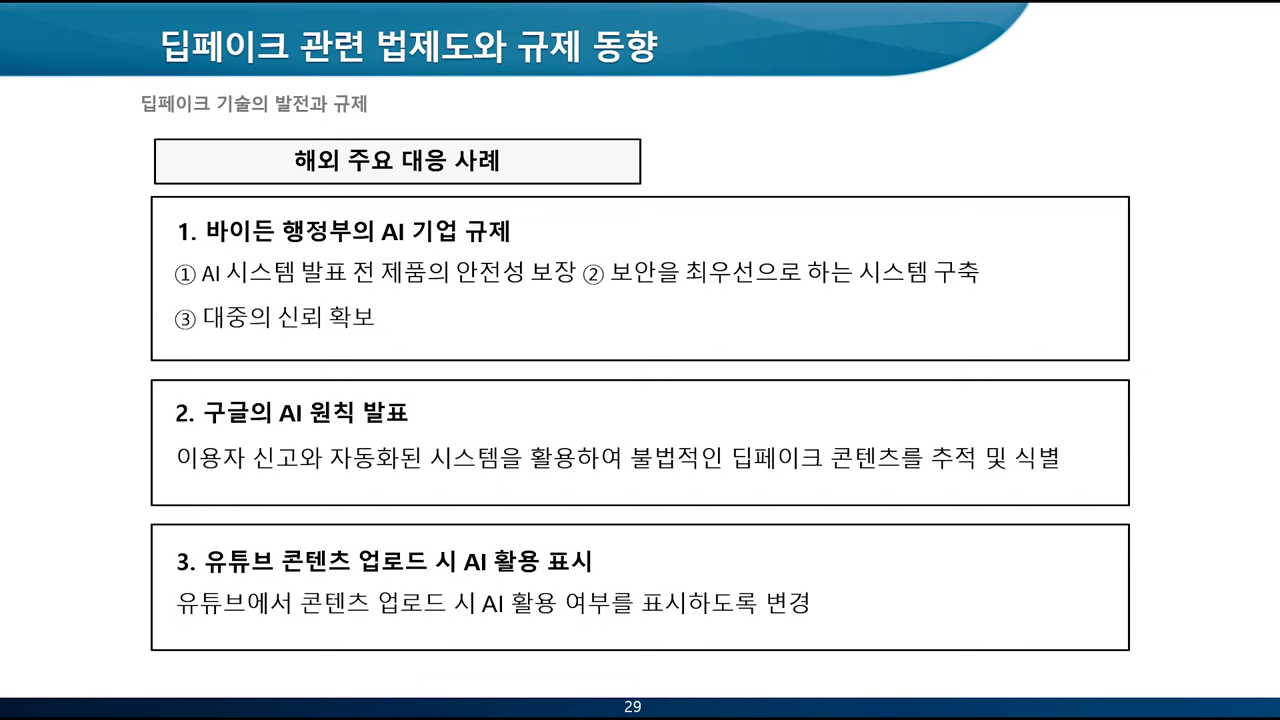 딥페이크 관련 법제도와 규제 동향
딥페이크 기술의 발전과 규제
해외 주요 대응 사례
1. 바이든 행정부의 AI 기업 규제
① AI 시스템 발표 전 제품의 안전성 보장 ② 보안을 최우선으로 하는 시스템 구축
③ 대중의 신뢰 확보
2. 구글의 AI 원칙 발표
이용자 신고와 자동화된 시스템을 활용하여 불법적인 딥페이크 콘텐츠를 추적 및 식별
3. 유튜브 콘텐츠 업로드 시 AI 활용 표시
유튜브에서 콘텐츠 업로드 시 AI 활용 여부를 표시하도록 변경
29